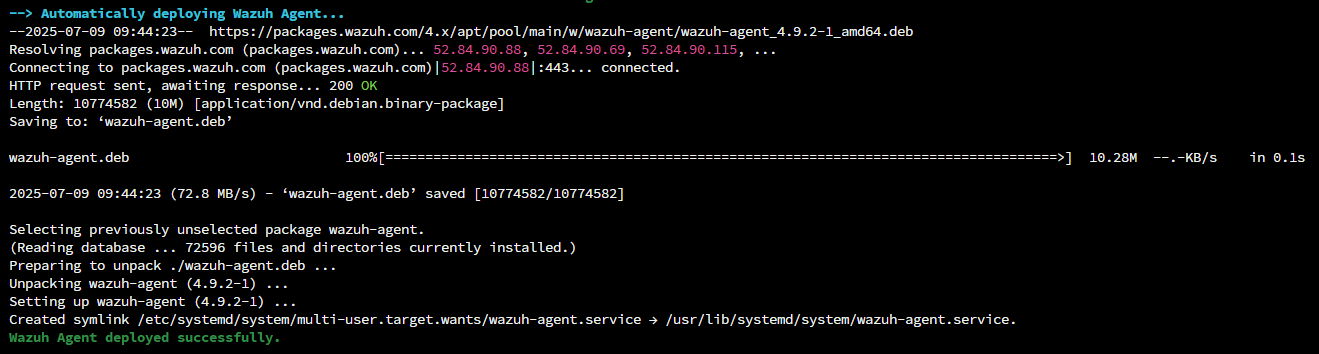 --> Automatically deploying Wazuh Agent...
--2025-07-09 09:44:23--  https://packages.wazuh.com/4.x/apt/pool/main/w/wazuh-agent/wazuh-agent_4.9.2-1_amd64.deb
Resolving packages.wazuh.com (packages.wazuh.com)... 52.84.90.88, 52.84.90.69, 52.84.90.115, ...
Connecting to packages.wazuh.com (packages.wazuh.com)|52.84.90.88|:443... connected.
HTTP request sent, awaiting response... 200 OK
Length: 10774582 (10M) [application/vnd.debian.binary-package]
Saving to: ‘wazuh-agent.deb’
wazuh-agent.deb                           100%[====================================================================================>]  10.28M  --.-KB/s    in 0.1s
2025-07-09 09:44:23 (72.8 MB/s) - ‘wazuh-agent.deb’ saved [10774582/10774582]
Selecting previously unselected package wazuh-agent.
(Reading database ... 72596 files and directories currently installed.)
Preparing to unpack ./wazuh-agent.deb ...
Unpacking wazuh-agent (4.9.2-1) ...
Setting up wazuh-agent (4.9.2-1) ...
Created symlink /etc/systemd/system/multi-user.target.wants/wazuh-agent.service → /usr/lib/systemd/system/wazuh-agent.service.
Wazuh Agent deployed successfully.